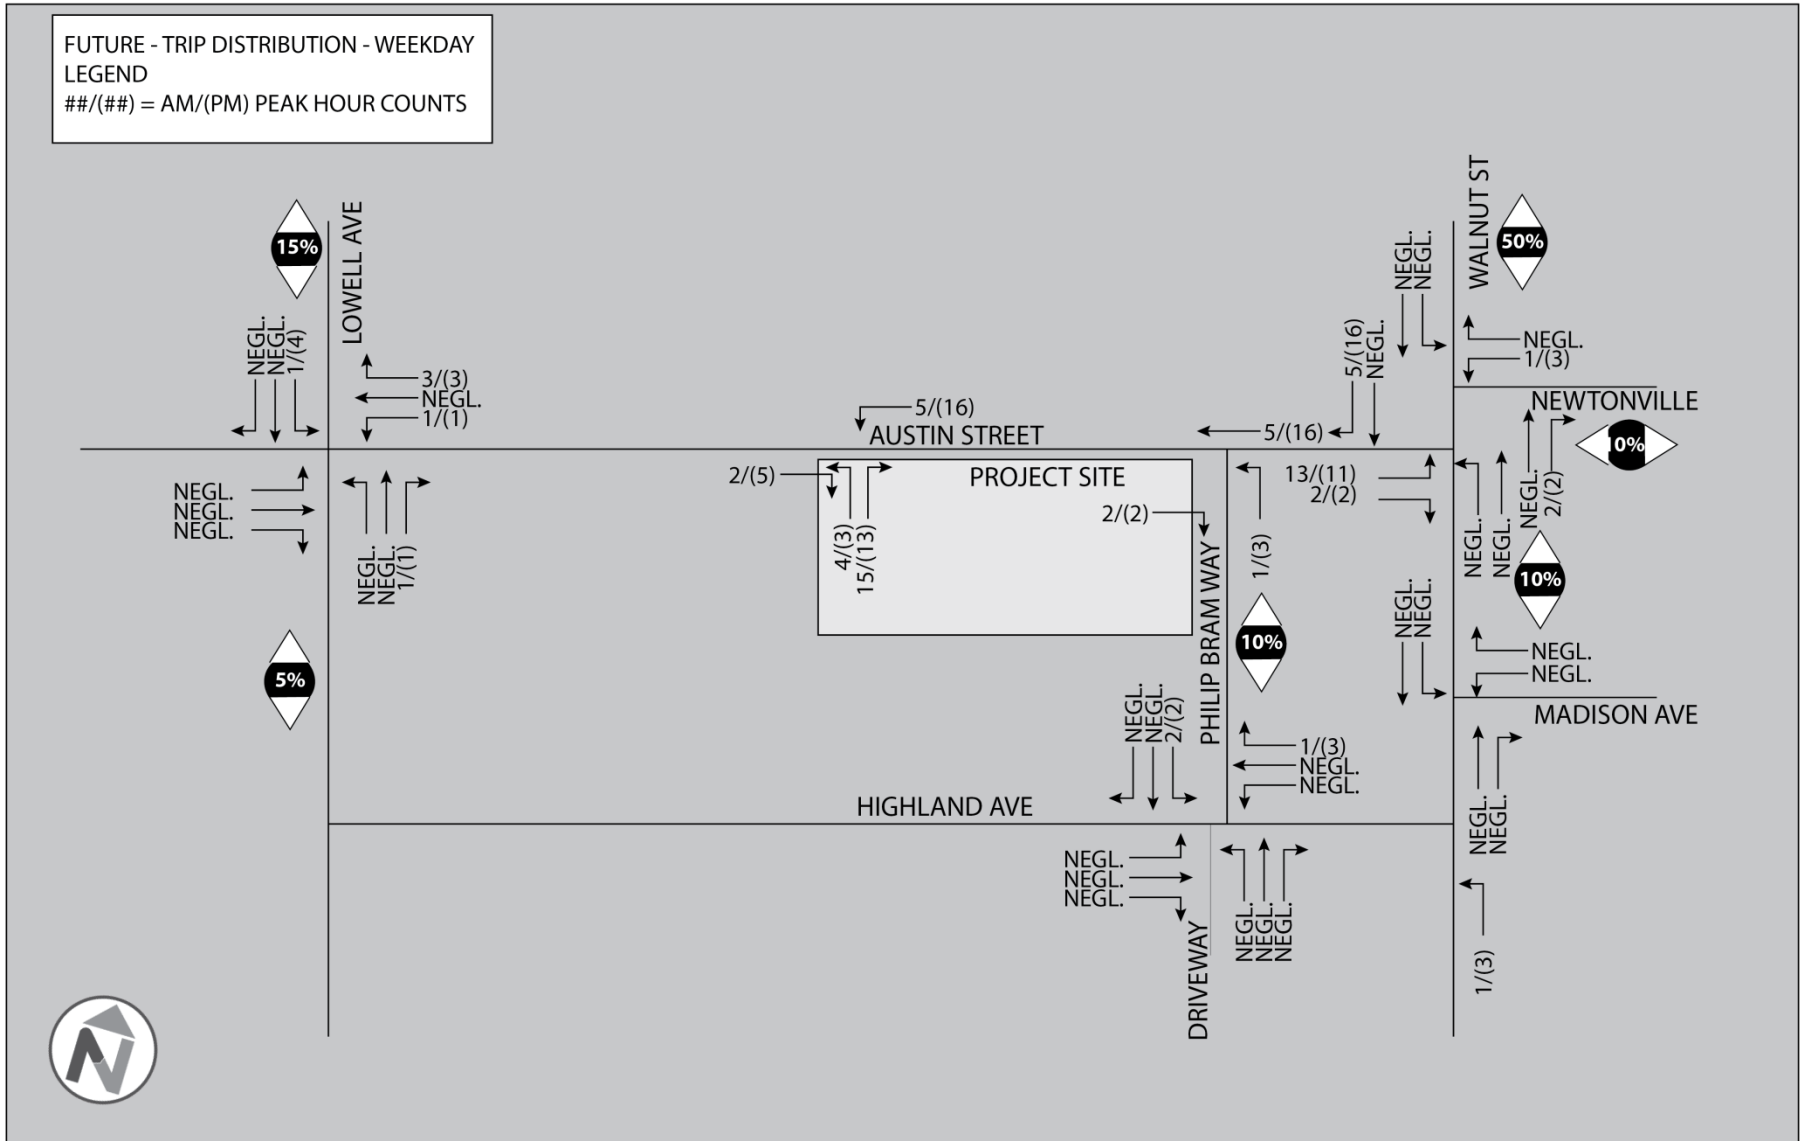 FUTURE - TRIP DISTRIBUTION - WEEKDAY
LEGEND
##/(##) = AM/(PM) PEAK HOUR COUNTS
15%
LOWELL AVE
NEGL.
NEGL.
1/(4)
3/(3)
NEGL.
1/(1)
NEGL.
NEGL.
NEGL.
NEGL.
NEGL.
1/(1)
5%
5/(16)
AUSTIN STREET
2/(5)
PROJECT SITE
4/(3)
15/(13)
2/(2)
PHILIP BRAM WAY
1/(3)
10%
5/(16)
5/(16)
NEGL.
NEGL.
NEGL.
WALNUT ST
50%
NEGL.
1/(3)
NEWTONVILLE
10%
13/(11)
2/(2)
NEGL.
NEGL.
NEGL.
2/(2)
10%
NEGL.
NEGL.
NEGL.
NEGL.
MADISON AVE
NEGL.
NEGL.
1/(3)
NEGL.
NEGL.
2/(2)
1/(3)
NEGL.
NEGL.
HIGHLAND AVE
NEGL.
NEGL.
NEGL.
NEGL.
NEGL.
NEGL.
DRIVEWAY
N